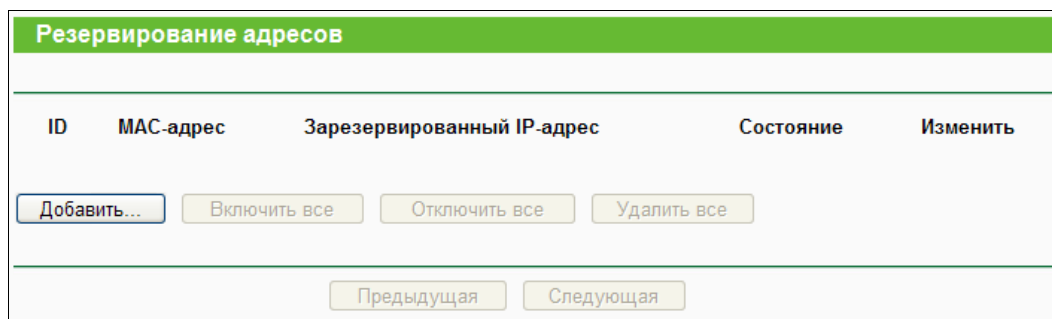 Резервирование адресов
ID MAC-адрес Зарезервированный IP-адрес Состояние Изменить
Добавить... Включить все Отключить все Удалить все
Предыдущая Следующая